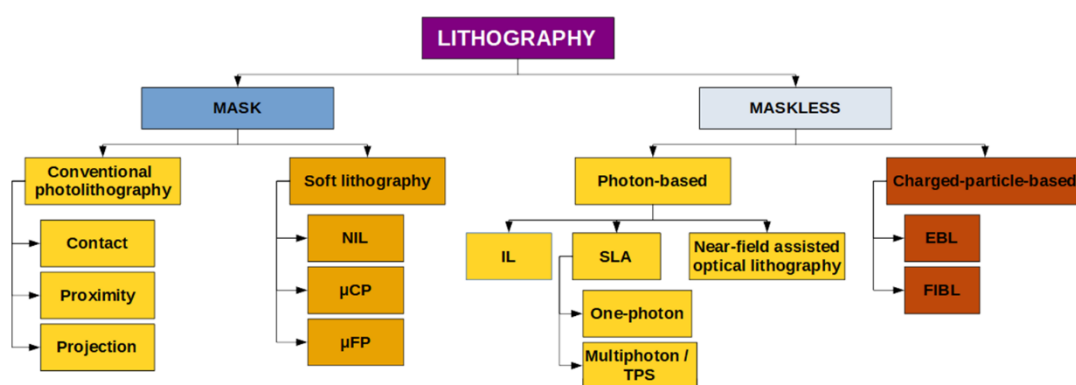 LITHOGRAPHY
MASK
MASKLESS
Conventional
photolithography
Soft lithography
Photon-based
Charged-particle-based
Contact
NIL
IL
SLA
Near-field assisted
optical lithography
EBL
Proximity
µCP
One-photon
FIBL
Projection
µFP
Multiphoton /
TPS